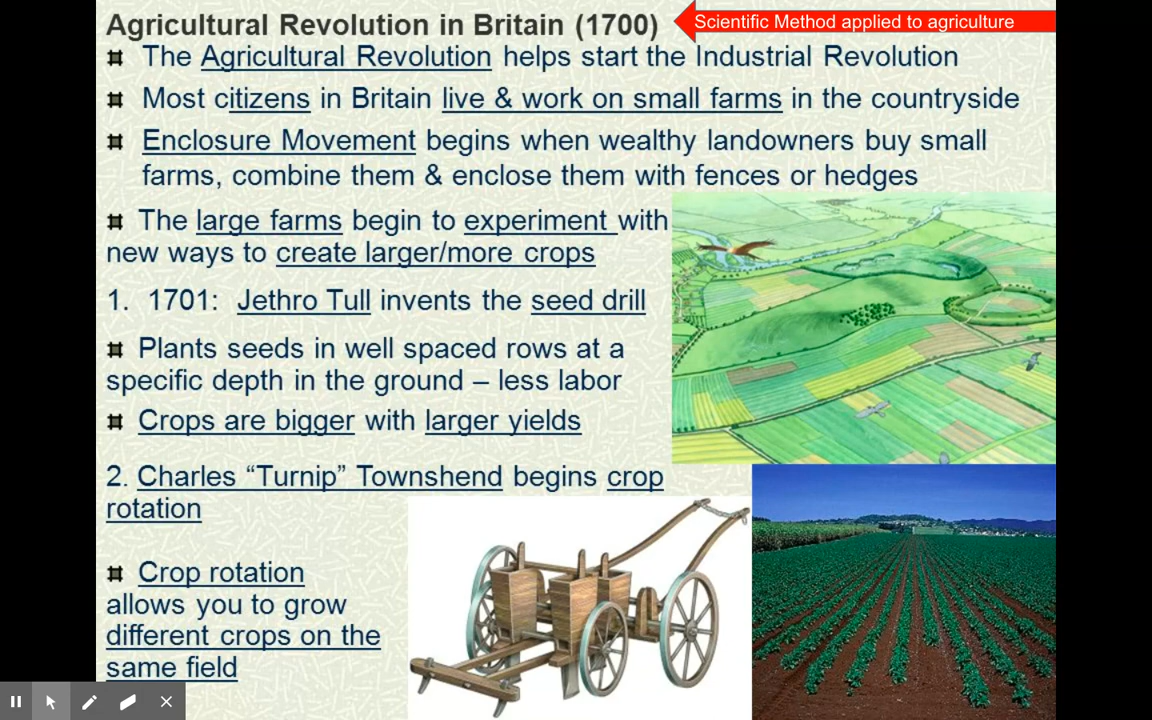 Agricultural Revolution in Britain (1700)
Scientific Method applied to agriculture
The Agricultural Revolution helps start the Industrial Revolution
Most citizens in Britain live & work on small farms in the countryside
Enclosure Movement begins when wealthy landowners buy small
farms, combine them & enclose them with fences or hedges
The large farms begin to experiment with
new ways to create larger/more crops
1. 1701: Jethro Tull invents the seed drill
Plants seeds in well spaced rows at a
specific depth in the ground – less labor
Crops are bigger with larger yields
2. Charles “Turnip” Townshend begins crop
rotation
Crop rotation
allows you to grow
different crops on the
same field